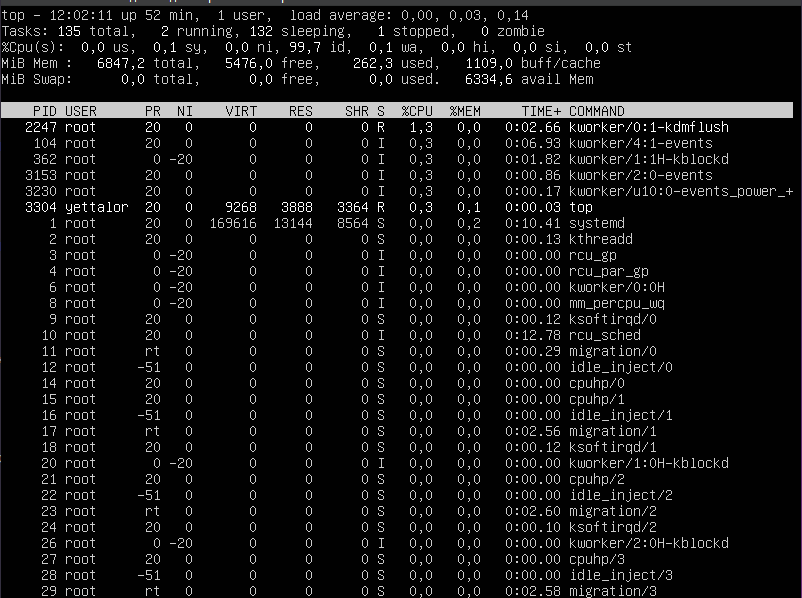 top - 12:02:11 up 52 min,  1 user,  load average: 0,00, 0,03, 0,14
Tasks: 135 total,   2 running, 132 sleeping,   1 stopped,   0 zombie
%Cpu(s):  0,0 us,  0,1 sy,  0,0 ni, 99,7 id,  0,1 wa,  0,0 hi,  0,0 si,  0,0 st
MiB Mem :   6847,2 total,   5476,0 free,    262,3 used,   1109,0 buff/cache
MiB Swap:      0,0 total,      0,0 free,      0,0 used.   6334,6 avail Mem
PID USER      PR  NI    VIRT    RES    SHR S  %CPU  %MEM     TIME+ COMMAND
2247 root      20   0       0      0      0 R   1,3   0,0   0:02.66 kworker/0:1-kdmflush
104 root      20   0       0      0      0 I   0,3   0,0   0:06.93 kworker/4:1-events
362 root       0 -20       0      0      0 I   0,3   0,0   0:01.82 kworker/1:1H-kblockd
3153 root      20   0       0      0      0 I   0,3   0,0   0:00.86 kworker/2:0-events
3230 root      20   0       0      0      0 I   0,3   0,0   0:00.17 kworker/u10:0-events_power_+
3304 yettalor  20   0    9268   3888   3364 R   0,3   0,1   0:00.03 top
1 root      20   0  169616  13144   8564 S   0,0   0,2   0:10.41 systemd
2 root      20   0       0      0      0 S   0,0   0,0   0:00.13 kthreadd
3 root       0 -20       0      0      0 I   0,0   0,0   0:00.00 rcu_gp
4 root       0 -20       0      0      0 I   0,0   0,0   0:00.00 rcu_par_gp
6 root       0 -20       0      0      0 I   0,0   0,0   0:00.00 kworker/0:0H
8 root       0 -20       0      0      0 I   0,0   0,0   0:00.00 mm_percpu_wq
9 root      20   0       0      0      0 S   0,0   0,0   0:00.12 ksoftirqd/0
10 root      20   0       0      0      0 I   0,0   0,0   0:12.78 rcu_sched
11 root      rt   0       0      0      0 S   0,0   0,0   0:00.29 migration/0
12 root     -51   0       0      0      0 S   0,0   0,0   0:00.00 idle_inject/0
14 root      20   0       0      0      0 S   0,0   0,0   0:00.00 cpuhp/0
15 root      20   0       0      0      0 S   0,0   0,0   0:00.00 cpuhp/1
16 root     -51   0       0      0      0 S   0,0   0,0   0:00.00 idle_inject/1
17 root      rt   0       0      0      0 S   0,0   0,0   0:02.56 migration/1
18 root      20   0       0      0      0 S   0,0   0,0   0:00.12 ksoftirqd/1
20 root       0 -20       0      0      0 I   0,0   0,0   0:00.00 kworker/1:0H-kblockd
21 root      20   0       0      0      0 S   0,0   0,0   0:00.00 cpuhp/2
22 root     -51   0       0      0      0 S   0,0   0,0   0:00.00 idle_inject/2
23 root      rt   0       0      0      0 S   0,0   0,0   0:02.60 migration/2
24 root      20   0       0      0      0 S   0,0   0,0   0:00.10 ksoftirqd/2
26 root       0 -20       0      0      0 I   0,0   0,0   0:00.00 kworker/2:0H-kblockd
27 root      20   0       0      0      0 S   0,0   0,0   0:00.00 cpuhp/3
28 root     -51   0       0      0      0 S   0,0   0,0   0:00.00 idle_inject/3
29 root      rt   0       0      0      0 S   0,0   0,0   0:02.58 migration/3